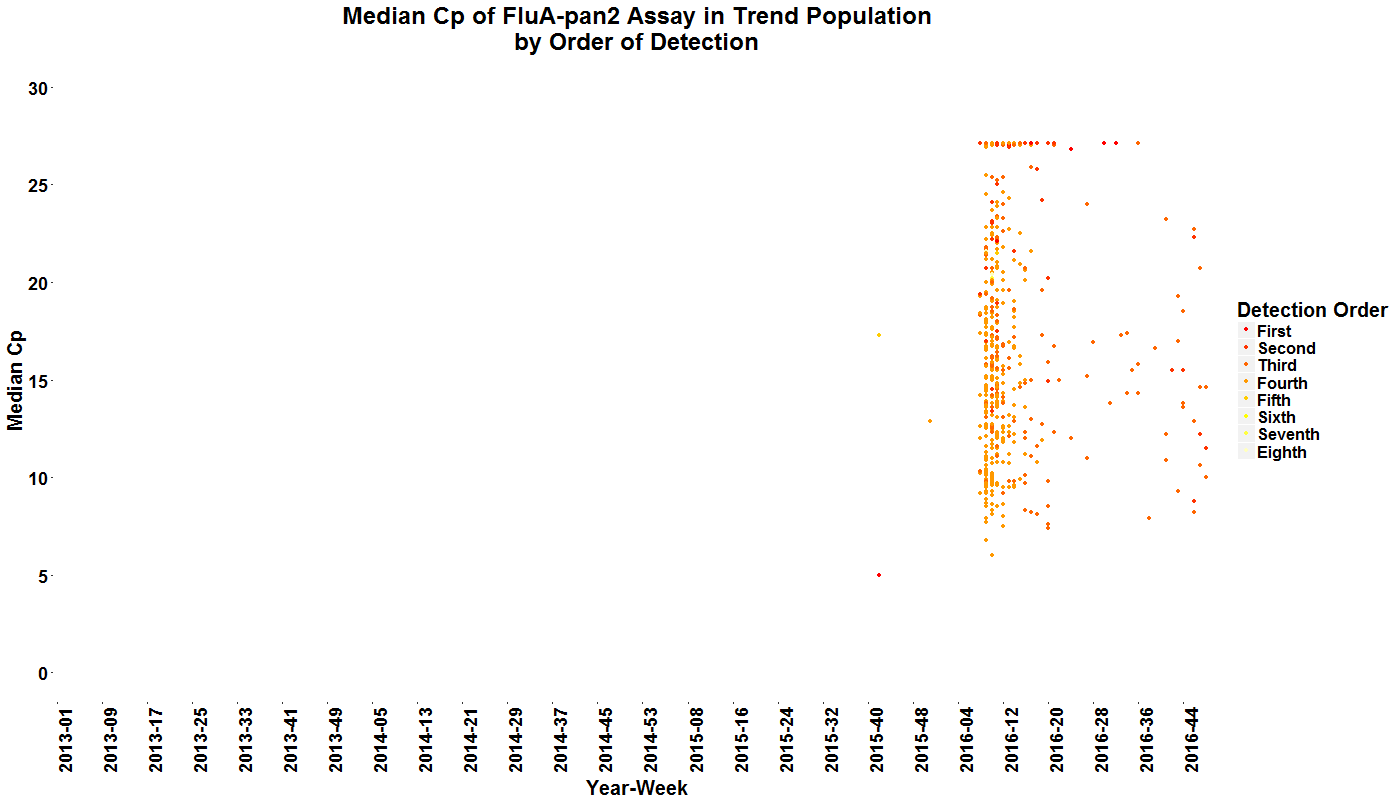 Median Cp of FluA-pan2 Assay in Trend Population
by Order of Detection
30
25
20
15
10
5
0
Median Cp
2013-01
2013-09
2013-17
2013-25
2013-33
2013-41
2013-49
2014-05
2014-13
2014-21
2014-29
2014-37
2014-45
2014-53
2015-08
2015-16
2015-24
2015-32
2015-40
2015-48
2016-04
2016-12
2016-20
2016-28
2016-36
2016-44
Year-Week
Detection Order
First
Second
Third
Fourth
Fifth
Sixth
Seventh
Eighth